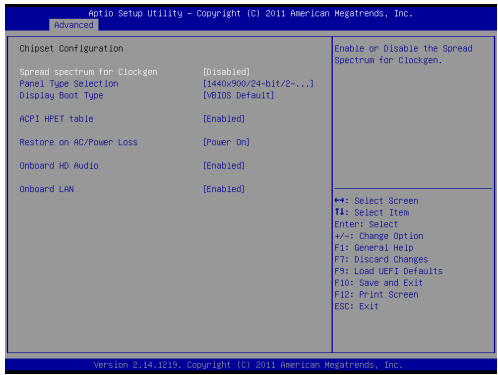 Aptio Setup Utility – Copyright (C) 2011 American Megatrends, Inc.
Advanced
Chipset Configuration
Spread spectrum for Clockgen [Disabled]
Panel Type Selection [1440x900/24-bit/2-...]
Display Boot Type [VBIOS Default]
ACPI HPET table [Enabled]
Restore on AC/Power Loss [Power On]
Onboard HD Audio [Enabled]
Onboard LAN [Enabled]
Enable or Disable the Spread
Spectrum for Clockgen.
↔: Select Screen
↑↓: Select Item
Enter: Select
+/-: Change Option
F1: General Help
F7: Discard Changes
F9: Load UEFI Defaults
F10: Save and Exit
F12: Print Screen
ESC: Exit
Version 2.14.1219. Copyright (C) 2011 American Megatrends, Inc.